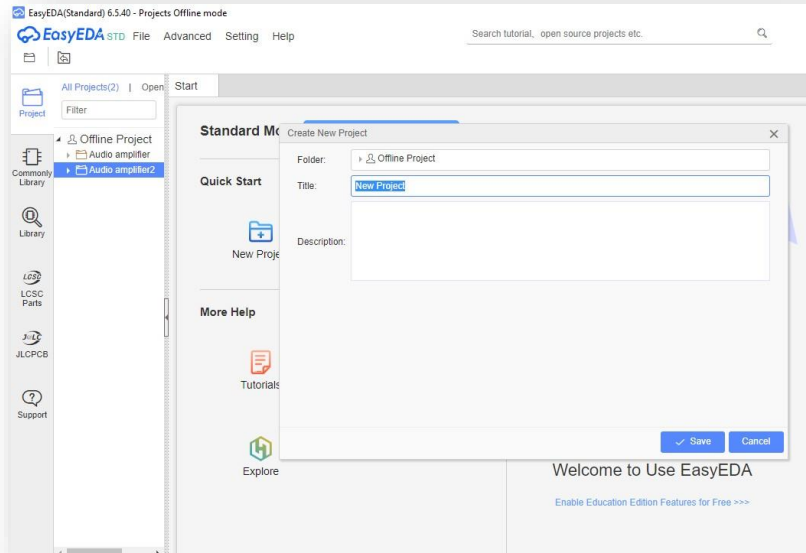 EasyEDA(Standard) 6.5.40 - Projects Offline mode
EasyEDA STD File Advanced Setting Help
Search tutorial, open source projects etc.
All Projects(2) | Open
Start
Project
Filter
Offline Project
Audio amplifier
Audio amplifier2
Commonly
Library
Library
LCSC
LCSC
Parts
J@LC
JLCPCB
Support
Standard Mo
Quick Start
New Proje
More Help
Tutorials
Explore
Create New Project
Folder: Offline Project
Title: New Project
Description:
Save Cancel
Welcome to Use EasyEDA
Enable Education Edition Features for Free >>>